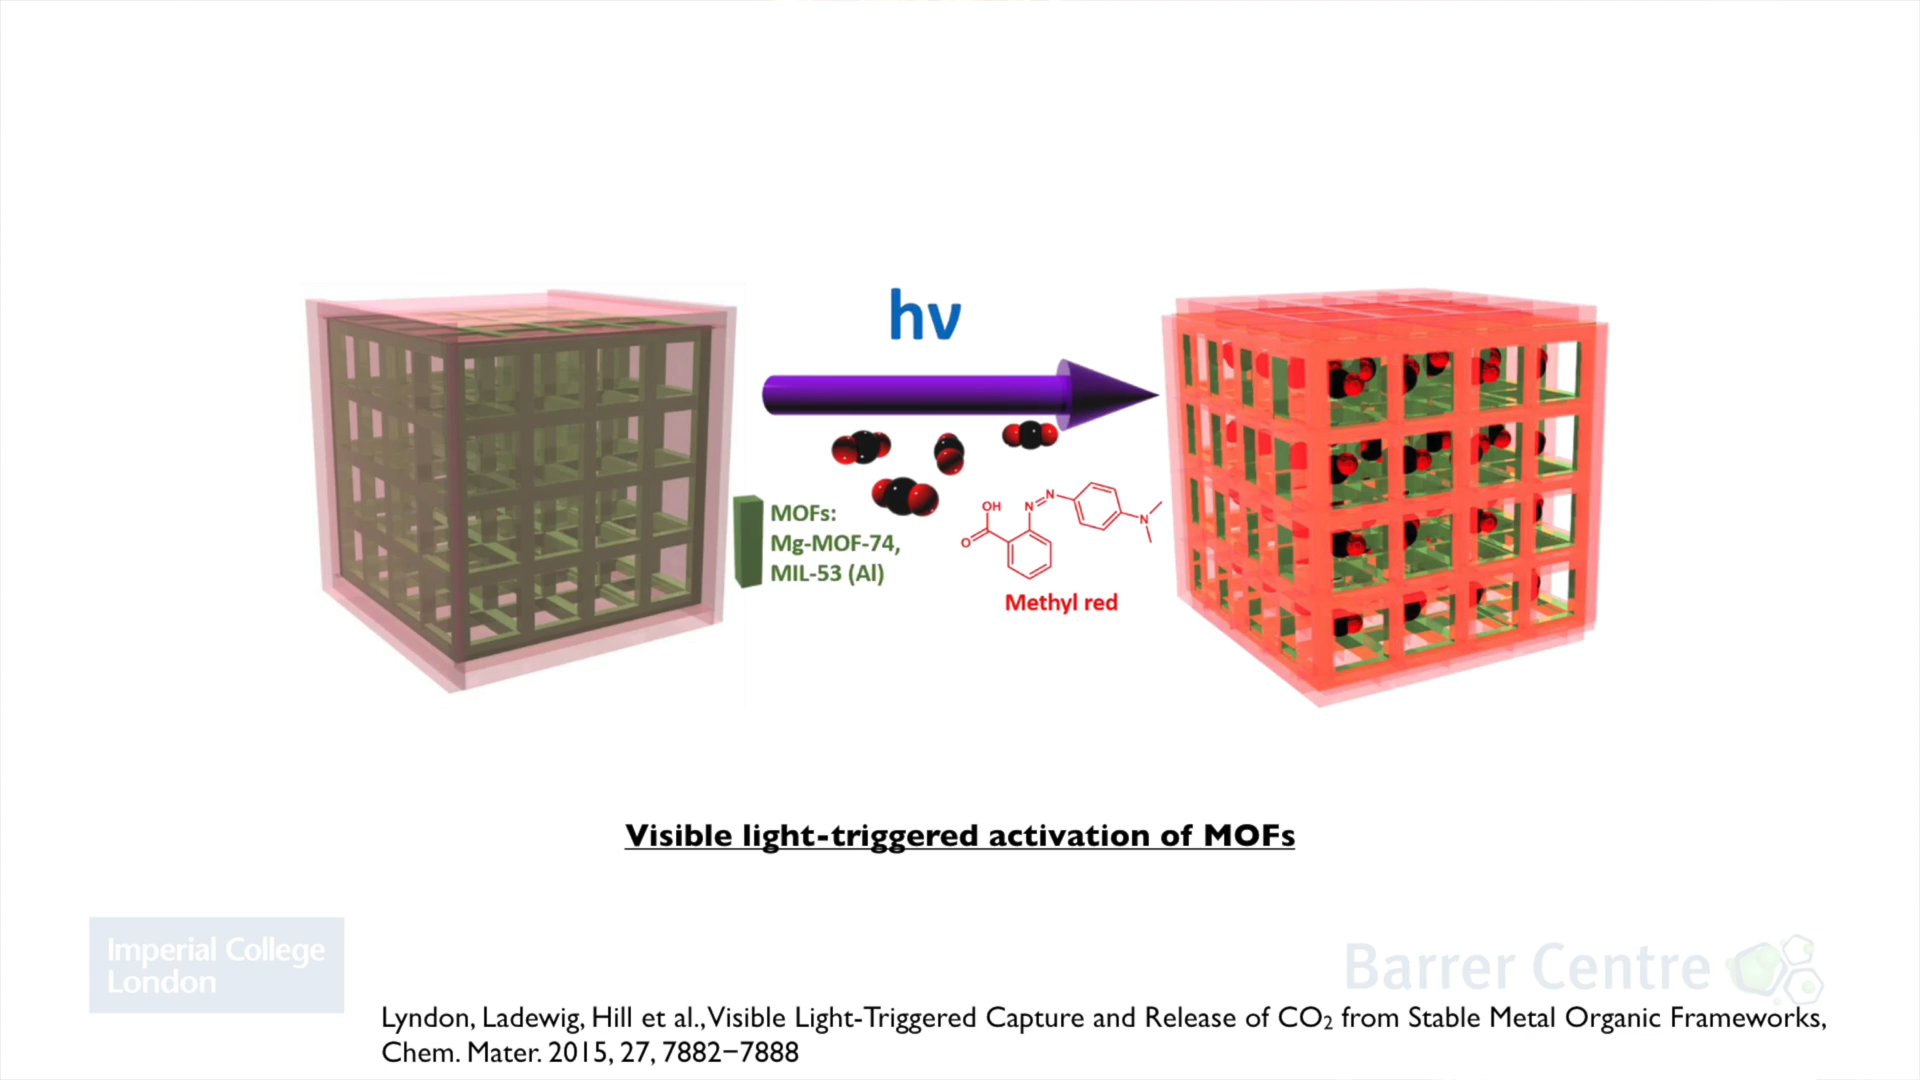 hν
MOFs:
Mg-MOF-74,
MIL-53 (Al)
OH
O
N
N
N
Methyl red
Visible light-triggered activation of MOFs
Imperial College
London
Barrer Centre
Lyndon, Ladewig, Hill et al., Visible Light-Triggered Capture and Release of CO₂ from Stable Metal Organic Frameworks,
Chem. Mater. 2015, 27, 7882−7888